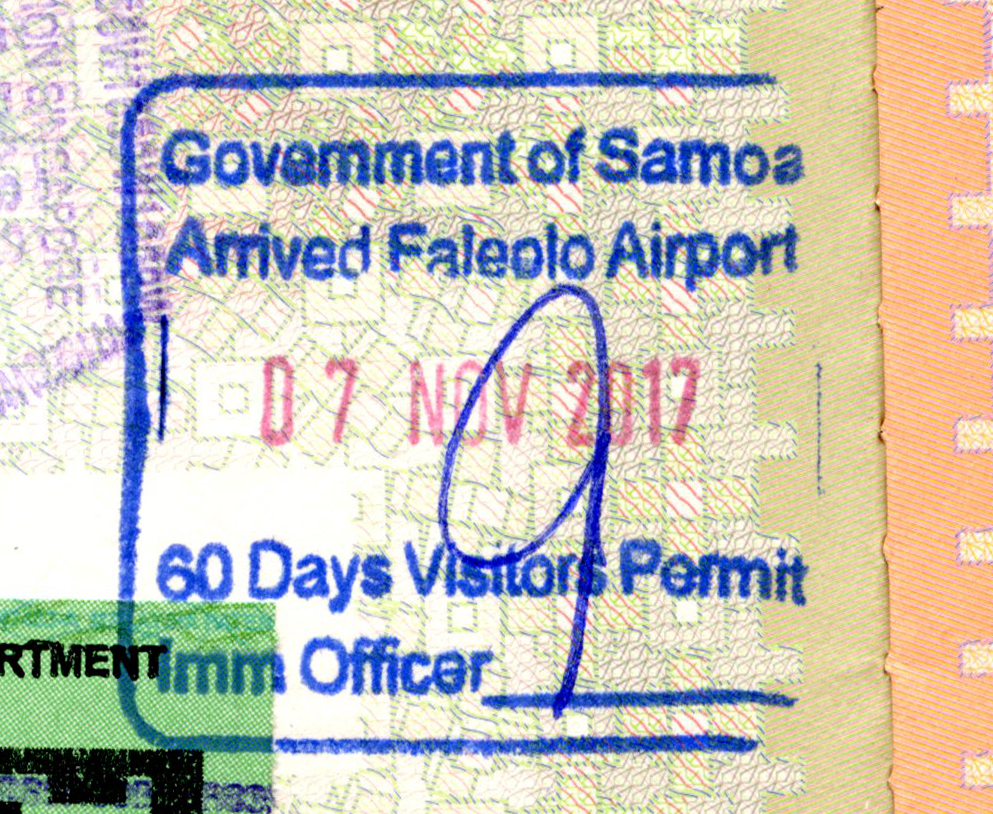 Government of Samoa
Arrived Faleolo Airport
07 NOV 2017
60 Days Visitors Permit
Imm Officer
RTMENT